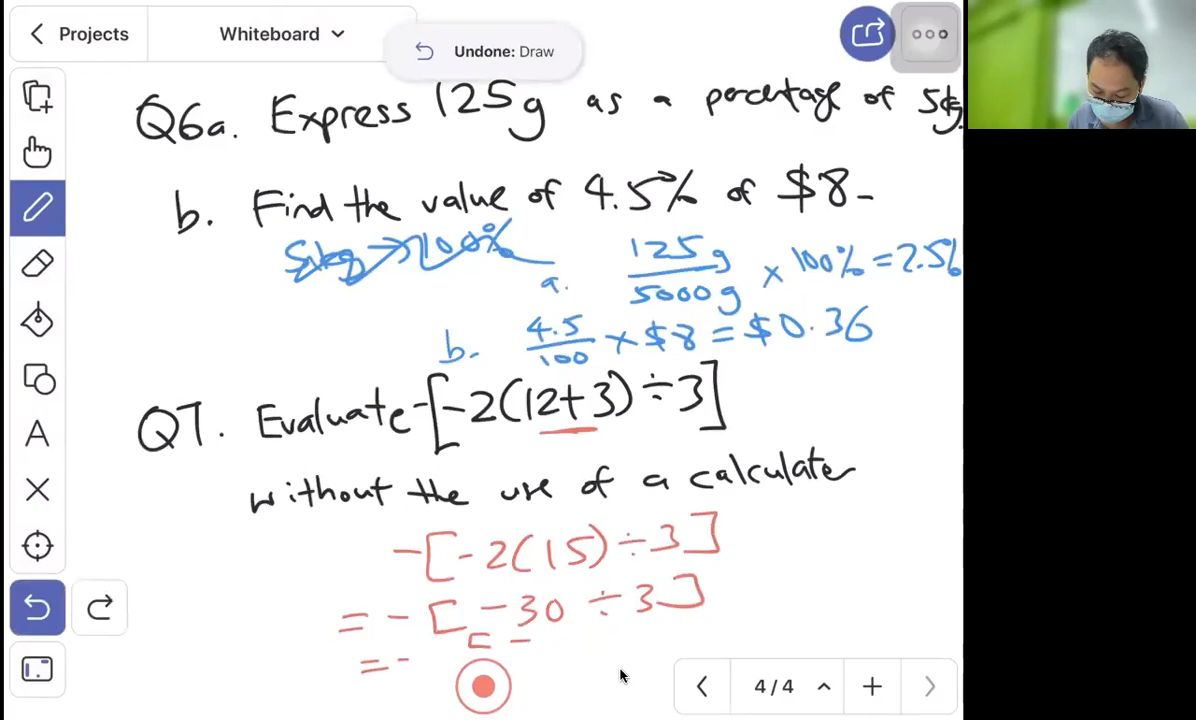 Projects
Whiteboard
Undone: Draw
Q6a. Express 125g as a percetage of 5kg.
b. Find the value of 4.5% of $8-
5kg → 100%
a. 125g / 5000g × 100% = 2.5%
b. 4.5 / 100 × $8 = $0.36
Q7. Evaluate -[-2(12+3)÷3]
without the use of a calculate
-[-2(15)÷3]
= -[-30÷3]
= -[-
A
4/4